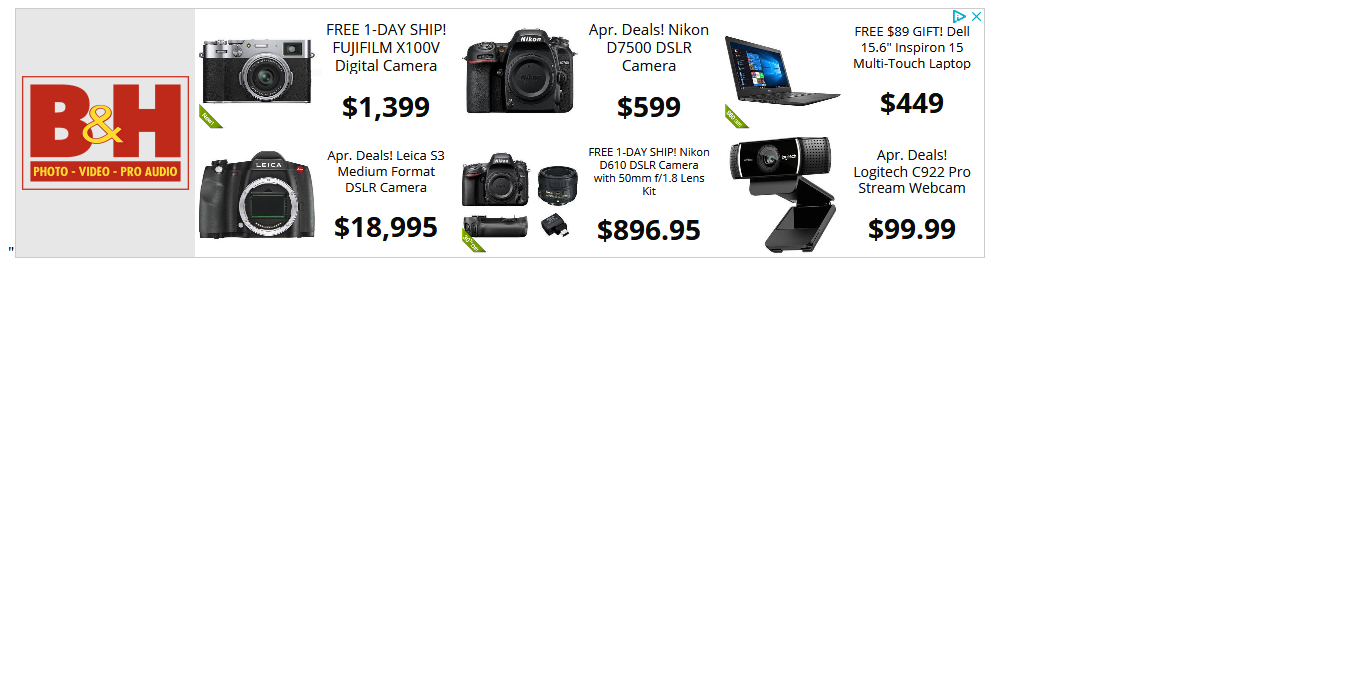 B&H
PHOTO - VIDEO - PRO AUDIO
"
FREE 1-DAY SHIP!
FUJIFILM X100V
Digital Camera
$1,399
New!
Apr. Deals! Nikon
D7500 DSLR
Camera
$599
Nikon
FREE $89 GIFT! Dell
15.6" Inspiron 15
Multi-Touch Laptop
$449
Apr. Deals! Leica S3
Medium Format
DSLR Camera
$18,995
LEICA
FREE 1-DAY SHIP! Nikon
D610 DSLR Camera
with 50mm f/1.8 Lens
Kit
$896.95
Apr. Deals!
Logitech C922 Pro
Stream Webcam
$99.99
logitech